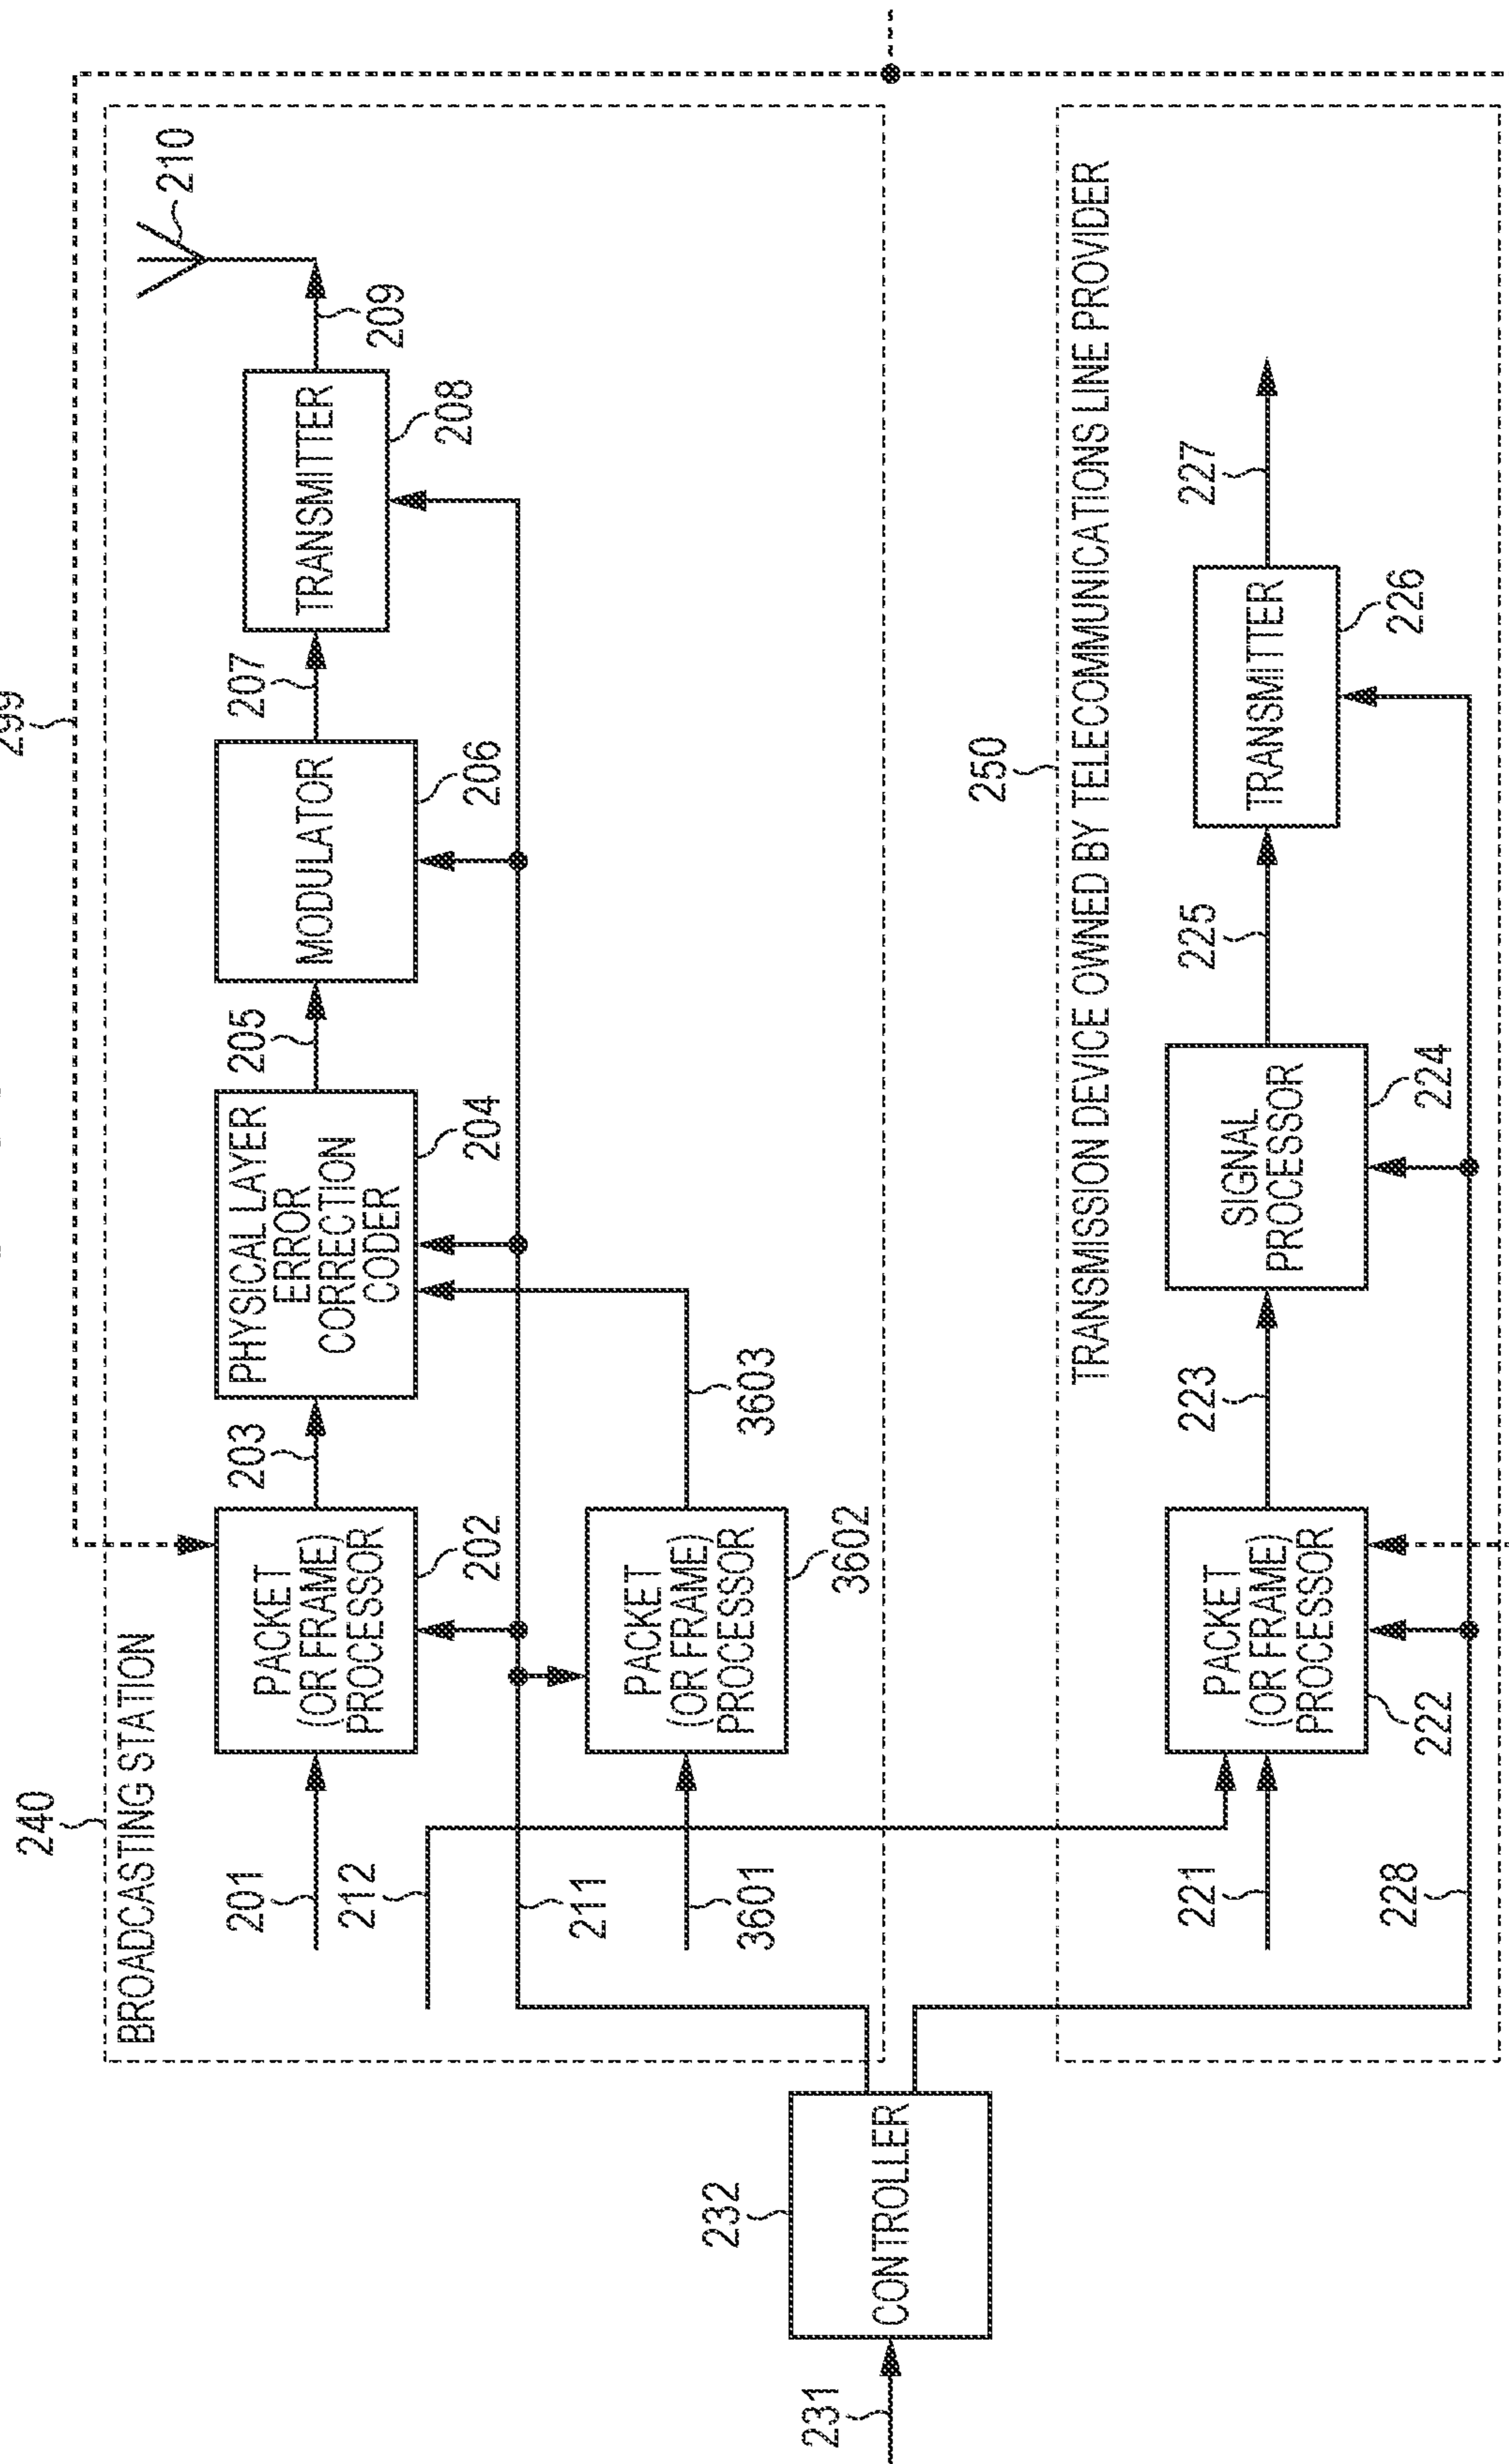 299
240
BROADCASTING STATION
201
PACKET
(OR FRAME)
PROCESSOR
202
203
PHYSICAL LAYER
ERROR
CORRECTION
CODER
204
205
MODULATOR
206
207
TRANSMITTER
208
209
210
212
211
3601
PACKET
(OR FRAME)
PROCESSOR
3602
3603
231
CONTROLLER
232
250
TRANSMISSION DEVICE OWNED BY TELECOMMUNICATIONS LINE PROVIDER
221
PACKET
(OR FRAME)
PROCESSOR
222
223
SIGNAL
PROCESSOR
224
225
TRANSMITTER
226
227
228